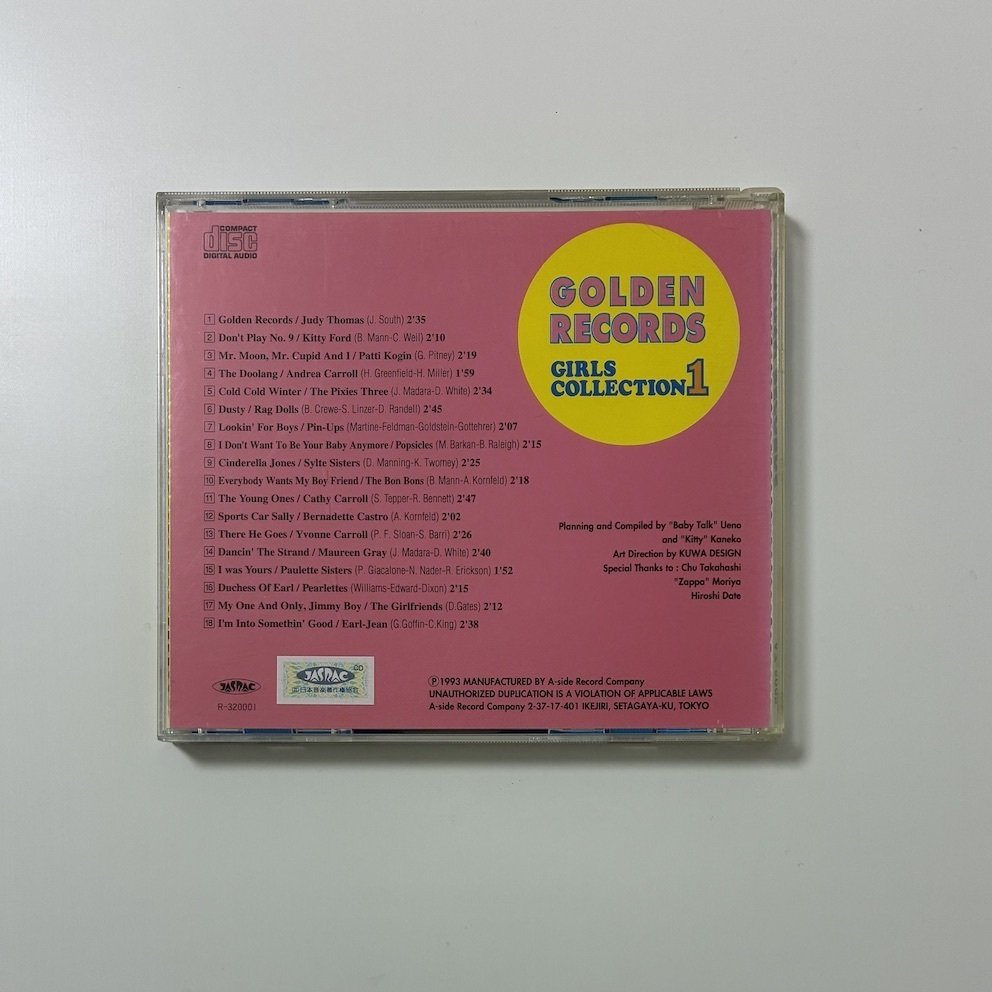 COMPACT
disc
DIGITAL AUDIO
GOLDEN
RECORDS
GIRLS
COLLECTION 1
1 Golden Records / Judy Thomas (J. South) 2'35
2 Don't Play No. 9 / Kitty Ford (B. Mann-C. Weil) 2'10
3 Mr. Moon, Mr. Cupid And I / Patti Kogin (G. Pitney) 2'19
4 The Doolang / Andrea Carroll (H. Greenfield-H. Miller) 1'59
5 Cold Cold Winter / The Pixies Three (J. Madara-D. White) 2'34
6 Dusty / Rag Dolls (B. Crewe-S. Linzer-D. Randell) 2'45
7 Lookin' For Boys / Pin-Ups (Martine-Feldman-Goldstein-Gottehrer) 2'07
8 I Don't Want To Be Your Baby Anymore / Popsicles (M. Barkan-B. Raleigh) 2'15
9 Cinderella Jones / Sylte Sisters (D. Manning-K. Twomey) 2'25
10 Everybody Wants My Boy Friend / The Bon Bons (B. Mann-A. Kornfeld) 2'18
11 The Young Ones / Cathy Carroll (S. Tepper-R. Bennett) 2'47
12 Sports Car Sally / Bernadette Castro (A. Kornfeld) 2'02
13 There He Goes / Yvonne Carroll (P. F. Sloan-S. Barri) 2'26
14 Dancin' The Strand / Maureen Gray (J. Madara-D. White) 2'40
15 I was Yours / Paulette Sisters (P. Giacalone-N. Nader-R. Erickson) 1'52
16 Duchess Of Earl / Pearlettes (Williams-Edward-Dixon) 2'15
17 My One And Only, Jimmy Boy / The Girlfriends (D.Gates) 2'12
18 I'm Into Somethin' Good / Earl-Jean (G.Goffin-C.King) 2'38
Planning and Compiled by "Baby Talk" Ueno
and "Kitty" Kaneko
Art Direction by KUWA DESIGN
Special Thanks to : Chu Takahashi
"Zappa" Moriya
Hiroshi Date
JASRAC
R-320001
CD
JASRAC
日本音楽著作権協会
Ⓟ1993 MANUFACTURED BY A-side Record Company
UNAUTHORIZED DUPLICATION IS A VIOLATION OF APPLICABLE LAWS
A-side Record Company 2-37-17-401 IKEJIRI, SETAGAYA-KU, TOKYO